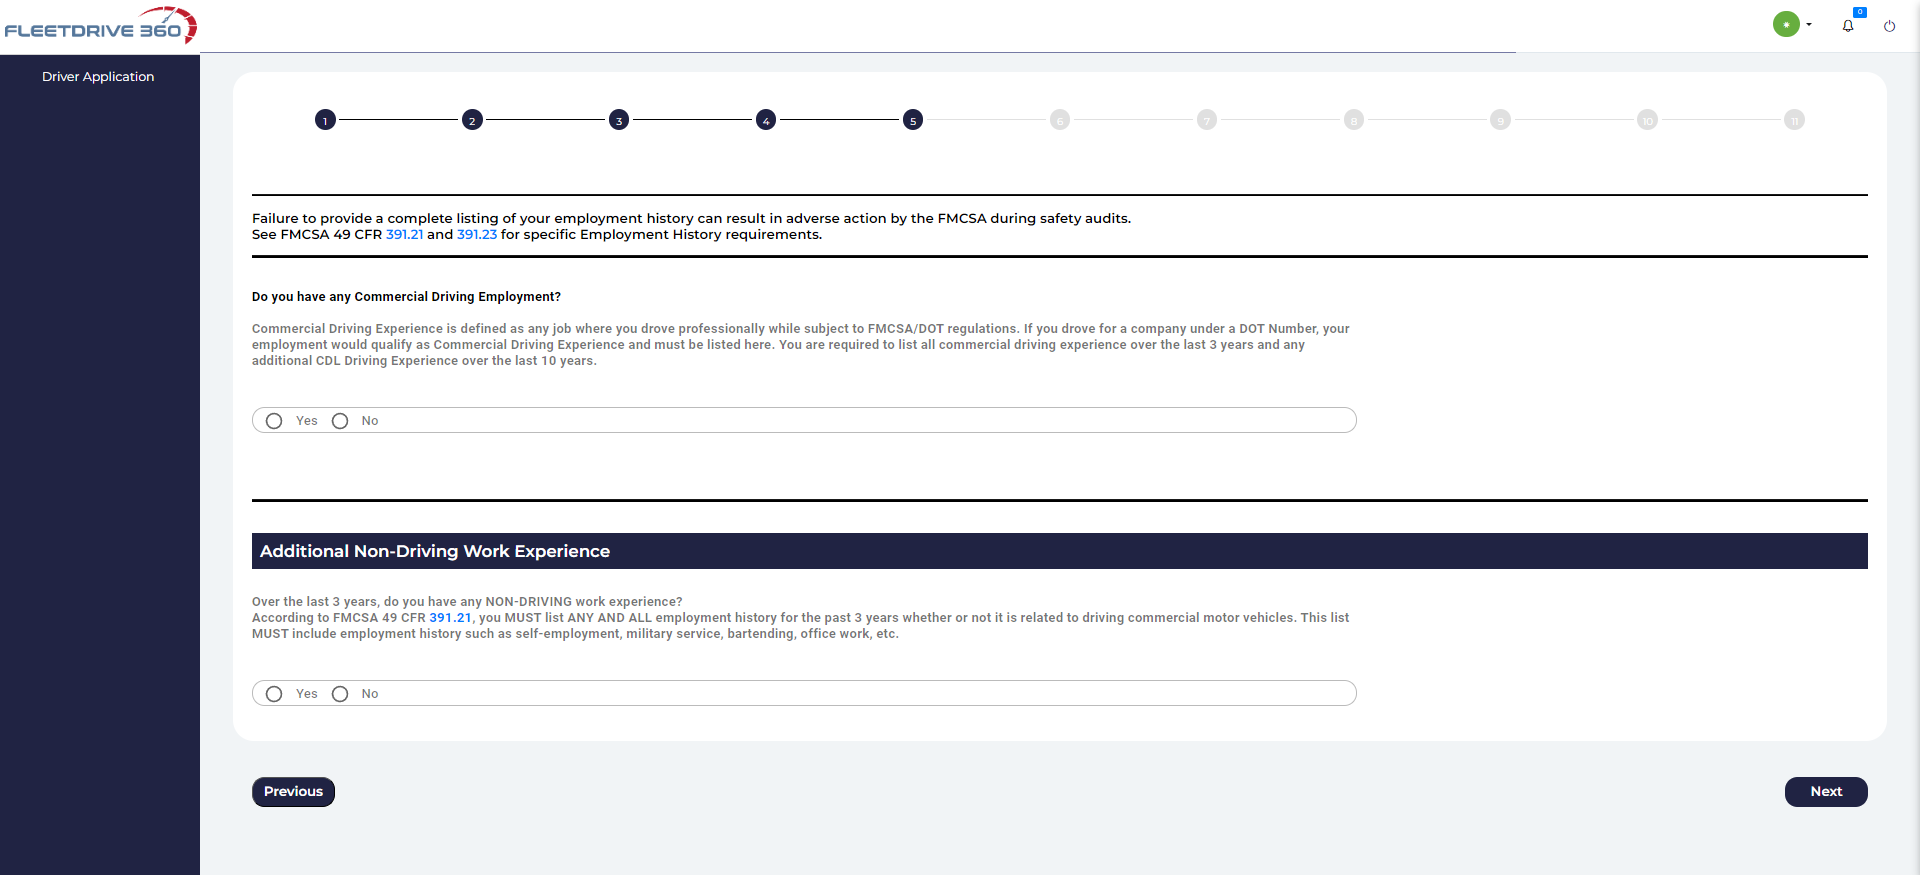 FLEETDRIVE 360
0
Driver Application
1 2 3 4 5 6 7 8 9 10 11
Failure to provide a complete listing of your employment history can result in adverse action by the FMCSA during safety audits.
See FMCSA 49 CFR 391.21 and 391.23 for specific Employment History requirements.
Do you have any Commercial Driving Employment?
Commercial Driving Experience is defined as any job where you drove professionally while subject to FMCSA/DOT regulations. If you drove for a company under a DOT Number, your
employment would qualify as Commercial Driving Experience and must be listed here. You are required to list all commercial driving experience over the last 3 years and any
additional CDL Driving Experience over the last 10 years.
Yes No
Additional Non-Driving Work Experience
Over the last 3 years, do you have any NON-DRIVING work experience?
According to FMCSA 49 CFR 391.21, you MUST list ANY AND ALL employment history for the past 3 years whether or not it is related to driving commercial motor vehicles. This list
MUST include employment history such as self-employment, military service, bartending, office work, etc.
Yes No
Previous Next